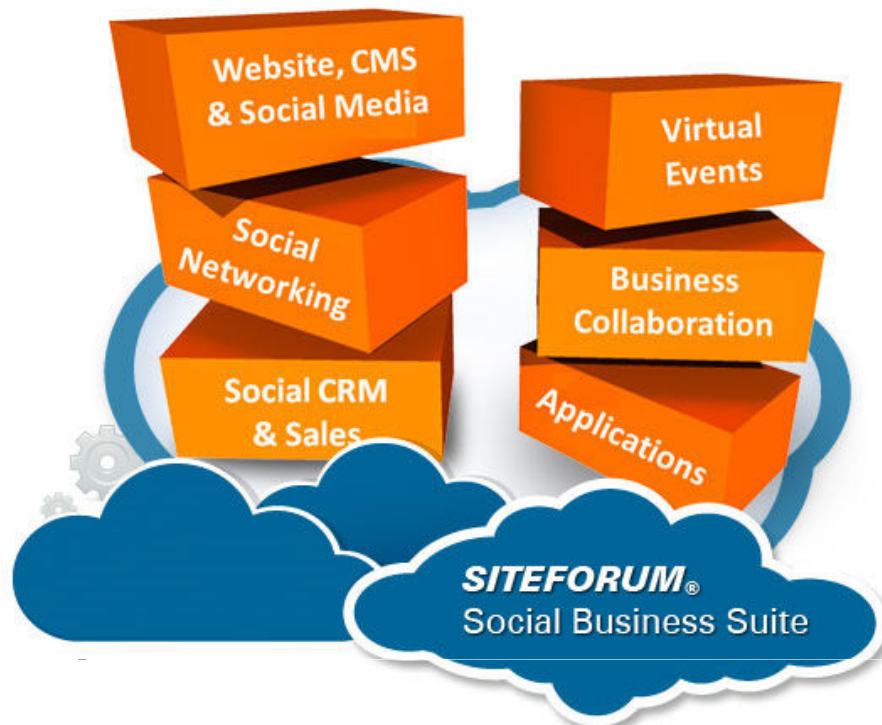 Website, CMS
& Social Media
Social
Networking
Social CRM
& Sales
Virtual
Events
Business
Collaboration
Applications
SITEFORUM®
Social Business Suite